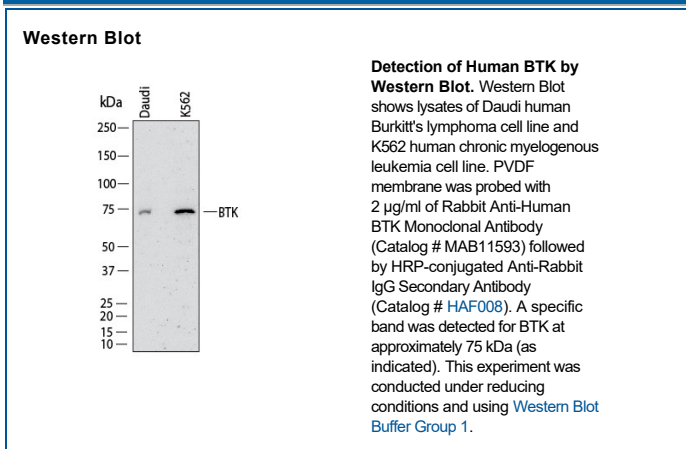 Western Blot
kDa
Daudi
K562
250
150
100
75
BTK
50
37
25
20
15
10
Detection of Human BTK by
Western Blot. Western Blot
shows lysates of Daudi human
Burkitt's lymphoma cell line and
K562 human chronic myelogenous
leukemia cell line. PVDF
membrane was probed with
2 µg/ml of Rabbit Anti-Human
BTK Monoclonal Antibody
(Catalog # MAB11593) followed
by HRP-conjugated Anti-Rabbit
IgG Secondary Antibody
(Catalog # HAF008). A specific
band was detected for BTK at
approximately 75 kDa (as
indicated). This experiment was
conducted under reducing
conditions and using Western Blot
Buffer Group 1.